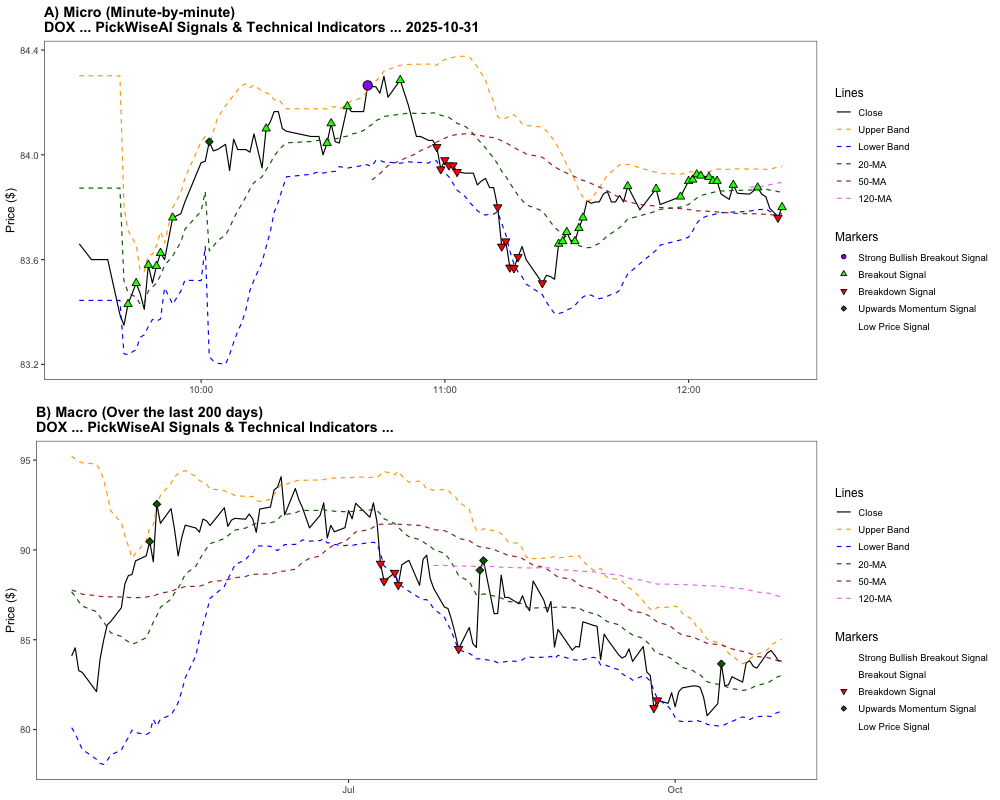 A) Micro (Minute-by-minute)
DOX ... PickWiseAI Signals & Technical Indicators ... 2025-10-31
Price ($)
84.4
84.0
83.6
83.2
10:00
11:00
12:00
Lines
Close
Upper Band
Lower Band
20-MA
50-MA
120-MA
Markers
Strong Bullish Breakout Signal
Breakout Signal
Breakdown Signal
Upwards Momentum Signal
Low Price Signal
B) Macro (Over the last 200 days)
DOX ... PickWiseAI Signals & Technical Indicators ...
Price ($)
95
90
85
80
Jul
Oct
Lines
Close
Upper Band
Lower Band
20-MA
50-MA
120-MA
Markers
Strong Bullish Breakout Signal
Breakout Signal
Breakdown Signal
Upwards Momentum Signal
Low Price Signal